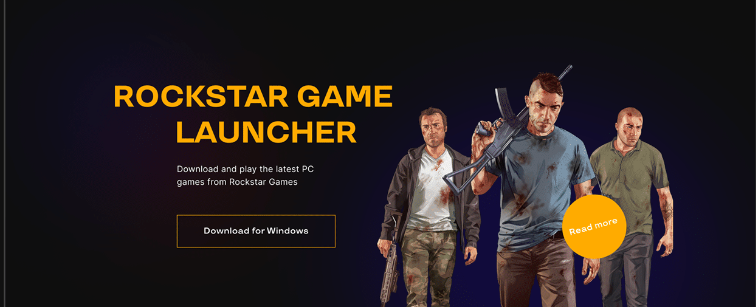 ROCKSTAR GAME
LAUNCHER
Download and play the latest PC
games from Rockstar Games
Download for Windows
Read more